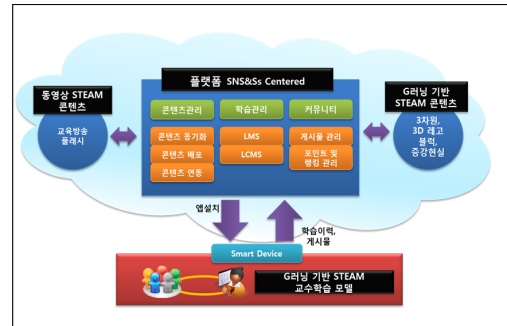 플랫폼 SNS&Ss Centered
동영상 STEAM
콘텐츠
교육방송
플래시
콘텐츠관리
학습관리
커뮤니티
콘텐츠 동기화
LMS
게시물 관리
콘텐츠 배포
LCMS
포인트 및
랭킹 관리
콘텐츠 연동
G러닝 기반
STEAM 콘텐츠
3차원,
3D 레고
블럭,
증강현실
앱설치
학습이력,
게시물
Smart Device
G러닝 기반 STEAM
교수학습 모델